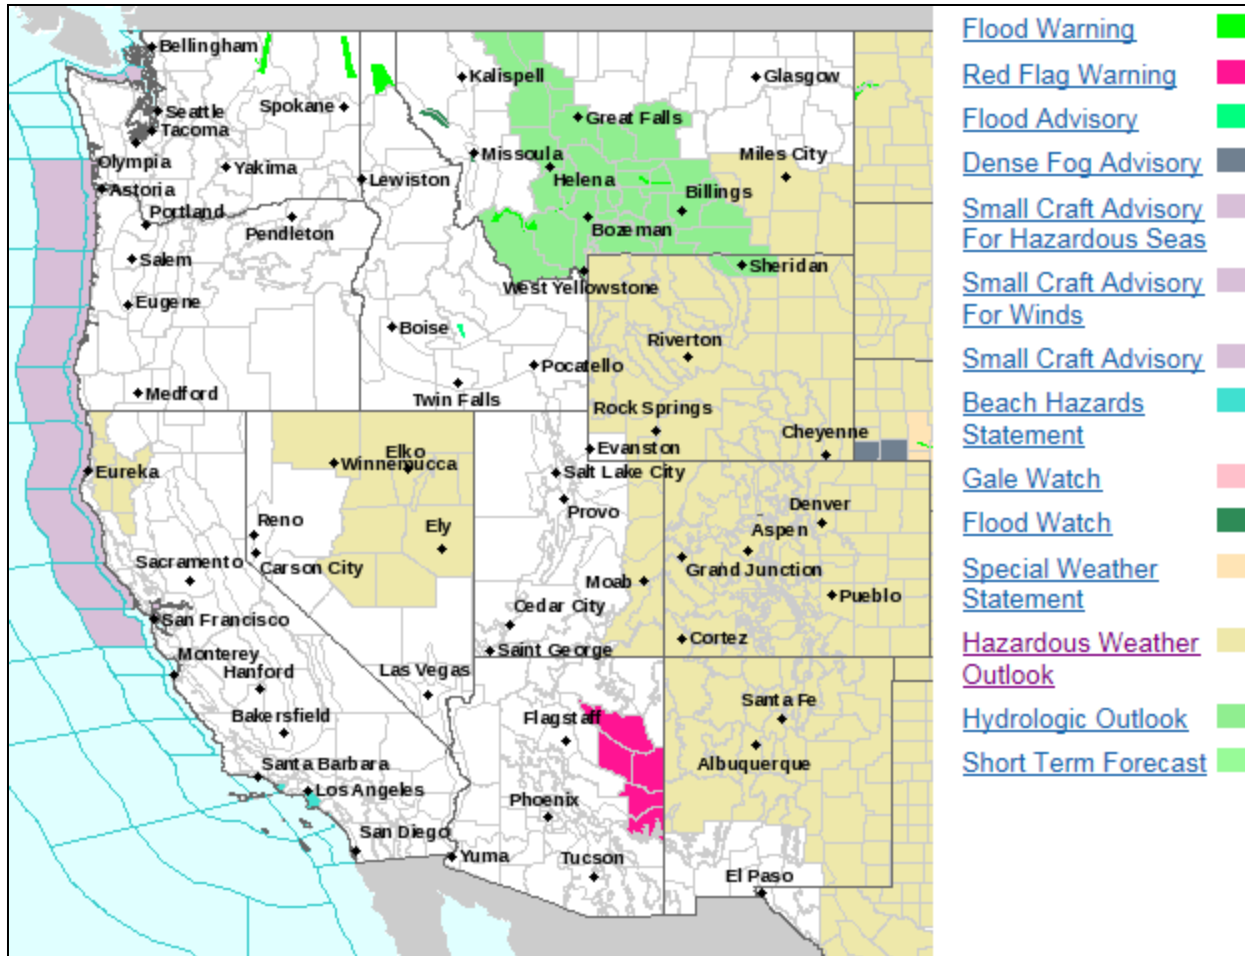 Bellingham
Kalispell
Glasgow
Seattle
Spokane
Great Falls
Tacoma
Olympia
Missoula
Miles City
Yakima
Helena
Astoria
Lewiston
Billings
Portland
Pendleton
Bozeman
Salem
Sheridan
West Yellowstone
Eugene
Boise
Riverton
Pocatello
Medford
Twin Falls
Rock Springs
Cheyenne
Evanston
Elko
Winnemucca
Eureka
Salt Lake City
Provo
Denver
Reno
Ely
Aspen
Sacramento
Carson City
Grand Junction
Moab
Pueblo
Cedar City
San Francisco
Cortez
Saint George
Monterey
Hanford
Las Vegas
Santa Fe
Bakersfield
Flagstaff
Albuquerque
Santa Barbara
Los Angeles
Phoenix
San Diego
Yuma
Tucson
El Paso
Flood Warning
Red Flag Warning
Flood Advisory
Dense Fog Advisory
Small Craft Advisory
For Hazardous Seas
Small Craft Advisory
For Winds
Small Craft Advisory
Beach Hazards
Statement
Gale Watch
Flood Watch
Special Weather
Statement
Hazardous Weather
Outlook
Hydrologic Outlook
Short Term Forecast